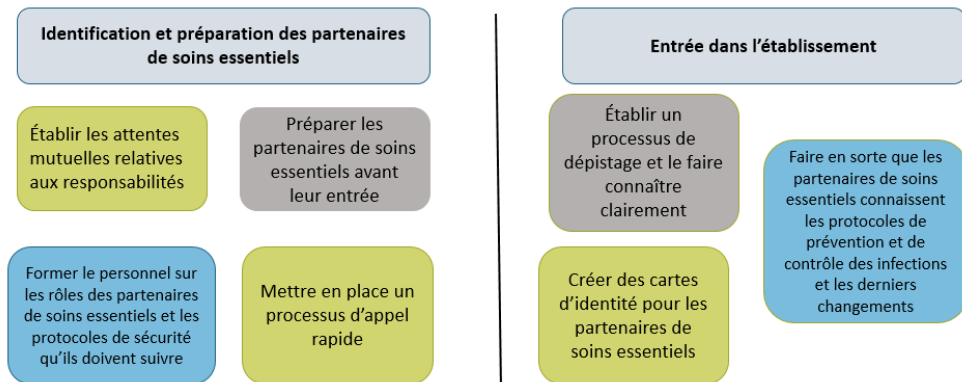 Identification et préparation des partenaires
de soins essentiels
Établir les attentes
mutuelles relatives
aux responsabilités
Préparer les
partenaires de soins
essentiels avant
leur entrée
Former le personnel sur
les rôles des partenaires
de soins essentiels et les
protocoles de sécurité
qu'ils doivent suivre
Mettre en place un
processus d'appel
rapide
Entrée dans l'établissement
Établir un
processus de
dépistage et le faire
connaître
clairement
Faire en sorte que les
partenaires de soins
essentiels connaissent
les protocoles de
prévention et de
contrôle des infections
et les derniers
changements
Créer des cartes
d'identité pour les
partenaires de
soins essentiels